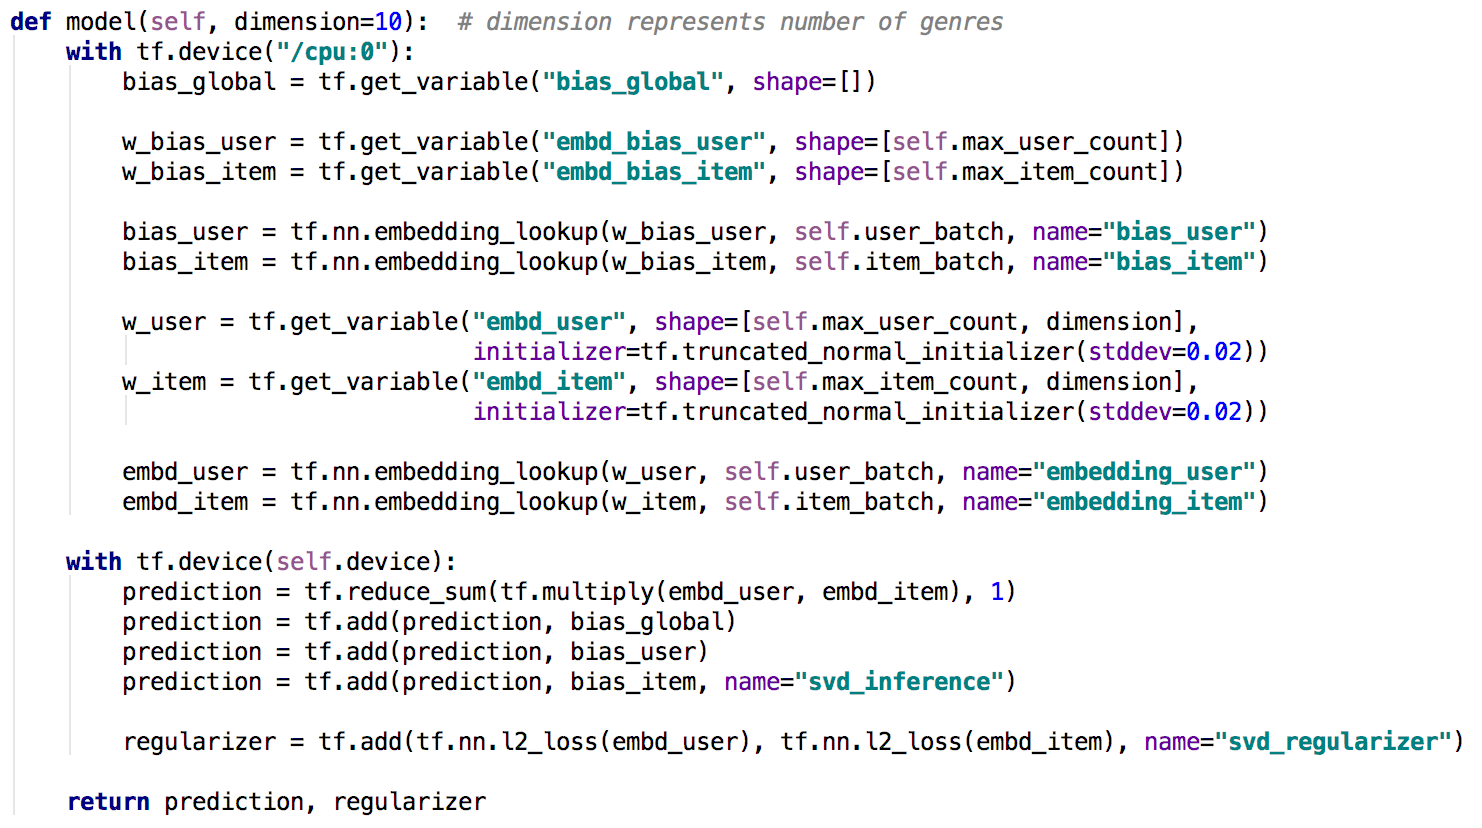 def model(self, dimension=10):  # dimension represents number of genres
    with tf.device("/cpu:0"):
        bias_global = tf.get_variable("bias_global", shape=[])

        w_bias_user = tf.get_variable("embd_bias_user", shape=[self.max_user_count])
        w_bias_item = tf.get_variable("embd_bias_item", shape=[self.max_item_count])

        bias_user = tf.nn.embedding_lookup(w_bias_user, self.user_batch, name="bias_user")
        bias_item = tf.nn.embedding_lookup(w_bias_item, self.item_batch, name="bias_item")

        w_user = tf.get_variable("embd_user", shape=[self.max_user_count, dimension],
                                 initializer=tf.truncated_normal_initializer(stddev=0.02))
        w_item = tf.get_variable("embd_item", shape=[self.max_item_count, dimension],
                                 initializer=tf.truncated_normal_initializer(stddev=0.02))

        embd_user = tf.nn.embedding_lookup(w_user, self.user_batch, name="embedding_user")
        embd_item = tf.nn.embedding_lookup(w_item, self.item_batch, name="embedding_item")

    with tf.device(self.device):
        prediction = tf.reduce_sum(tf.multiply(embd_user, embd_item), 1)
        prediction = tf.add(prediction, bias_global)
        prediction = tf.add(prediction, bias_user)
        prediction = tf.add(prediction, bias_item, name="svd_inference")

        regularizer = tf.add(tf.nn.l2_loss(embd_user), tf.nn.l2_loss(embd_item), name="svd_regularizer")

    return prediction, regularizer